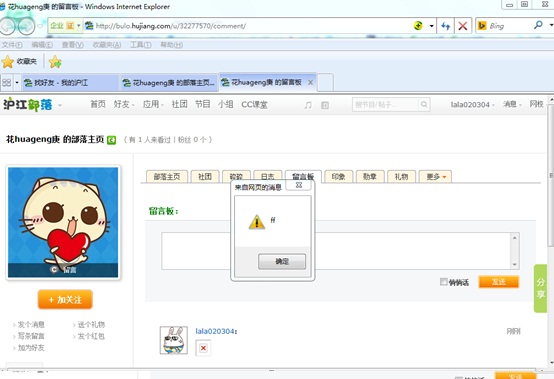 花huageng庚 的留言板 - Windows Internet Explorer
企业
http://bulo.hujiang.com/u/32277570/comment/
Bing
文件(F) 编辑(E) 查看(V) 收藏夹(A) 工具(T) 帮助(H)
收藏夹
找好友 - 我的沪江
花huageng庚 的部落主页...
花huageng庚 的留言板
沪江部落
首页 好友 应用 社团 节目 小组 CC课堂
搜节目/帖子...
lala020304 消息 网校
花huageng庚 的部落主页
( 有 1 人来看过 | 粉丝 0 个 )
部落主页 社团 日志 留言板 印象 勋章 礼物 更多
来自网页的消息
ff
确定
留言板:
悄悄话 发送
分享
留言
+ 加关注
> 发个消息 > 送个礼物
> 写条留言 > 发个红包
> 加为好友
lala020304:
刚刚